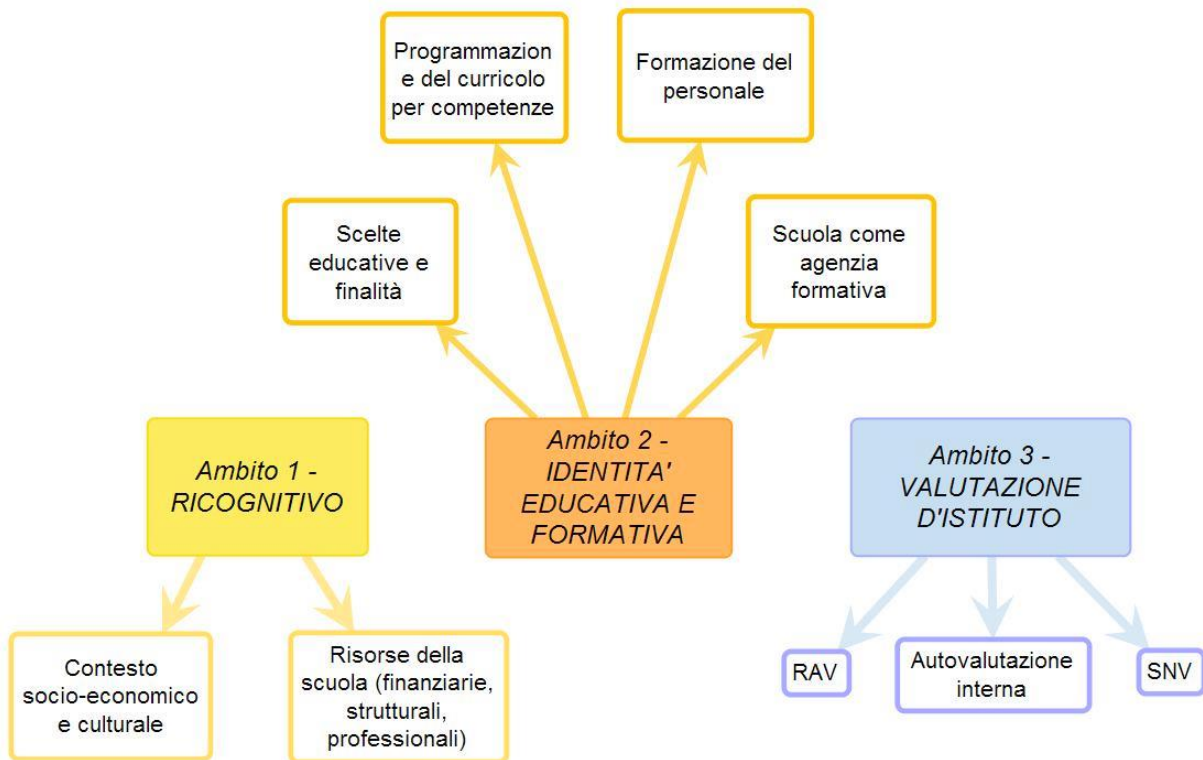 Programmazion
e del curricolo
per competenze
Formazione del
personale
Scelte
educative e
finalità
Scuola come
agenzia
formativa
Ambito 1 -
RICOGNITIVO
Ambito 2 -
IDENTITA'
EDUCATIVA E
FORMATIVA
Ambito 3 -
VALUTAZIONE
D'ISTITUTO
Contesto
socio-economico
e culturale
Risorse della
scuola (finanziarie,
strutturali,
professionali)
RAV
Autovalutazione
interna
SNV